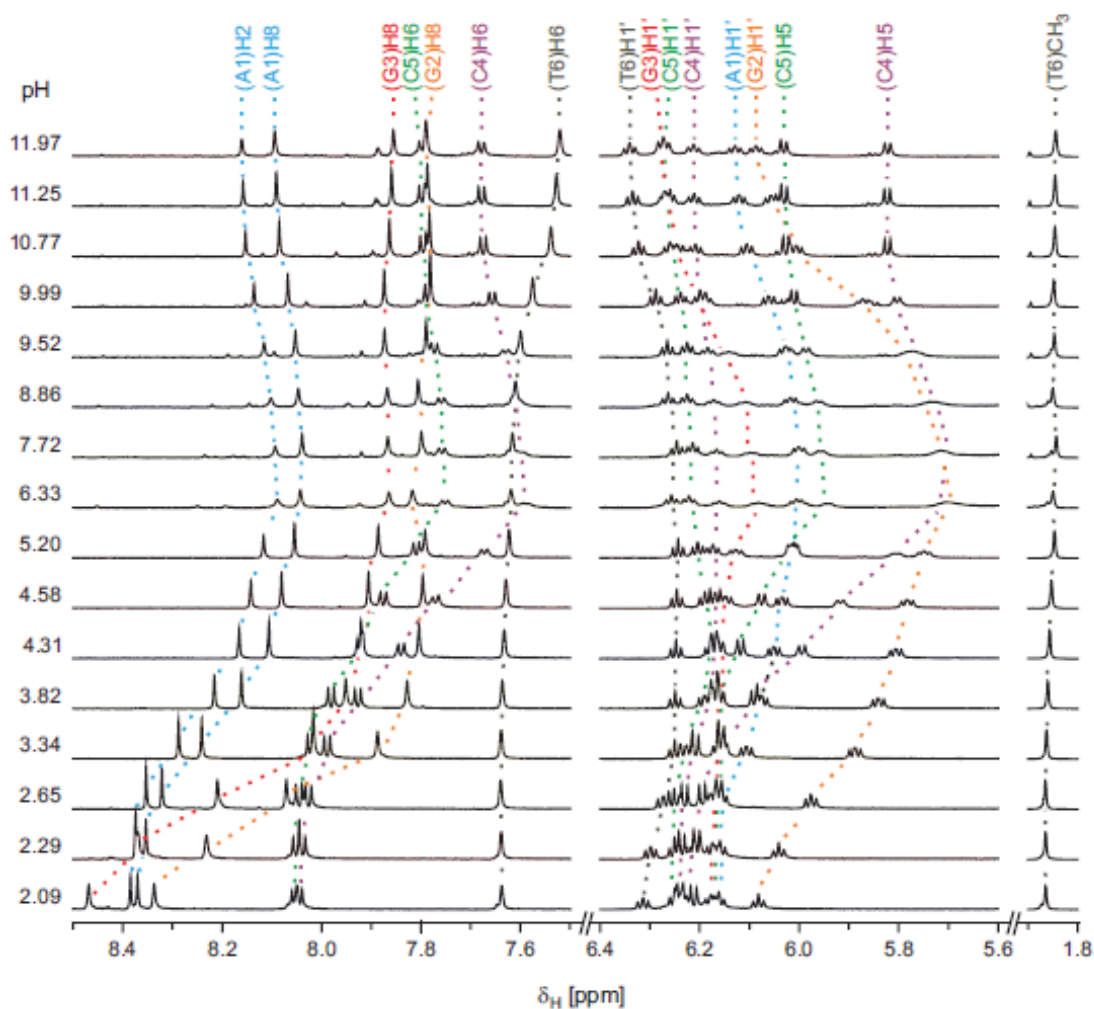 (A1)H2
(A1)H8
(G3)H8
(C5)H6
(G2)H8
(C4)H6
(T6)H6
(T6)H1'
(G3)H1'
(C5)H1'
(C4)H1'
(A1)H1'
(G2)H1'
(C5)H5
(C4)H5
(T6)CH3
pH
11.97
11.25
10.77
9.99
9.52
8.86
7.72
6.33
5.20
4.58
4.31
3.82
3.34
2.65
2.29
2.09
8.4 8.2 8.0 7.8 7.6 6.4 6.2 6.0 5.8 5.6 1.8
δH [ppm]